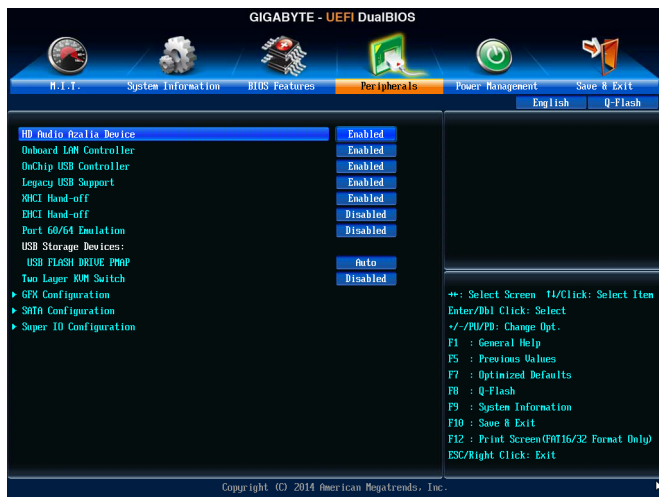 GIGABYTE - UEFI DualBIOS
M.I.T. System Information BIOS Features Peripherals Power Management Save & Exit
English Q-Flash
HD Audio Azalia Device Enabled
Onboard LAN Controller Enabled
OnChip USB Controller Enabled
Legacy USB Support Enabled
XHCI Hand-off Enabled
EHCI Hand-off Disabled
Port 60/64 Emulation Disabled
USB Storage Devices:
USB FLASH DRIVE PMAP Auto
Two Layer KVM Switch Disabled
GFX Configuration
SATA Configuration
Super IO Configuration
→←: Select Screen ↑↓/Click: Select Item
Enter/Dbl Click: Select
+/-/PU/PD: Change Opt.
F1 : General Help
F5 : Previous Values
F7 : Optimized Defaults
F8 : Q-Flash
F9 : System Information
F10 : Save & Exit
F12 : Print Screen(FAT16/32 Format Only)
ESC/Right Click: Exit
Copyright (C) 2014 American Megatrends, Inc.